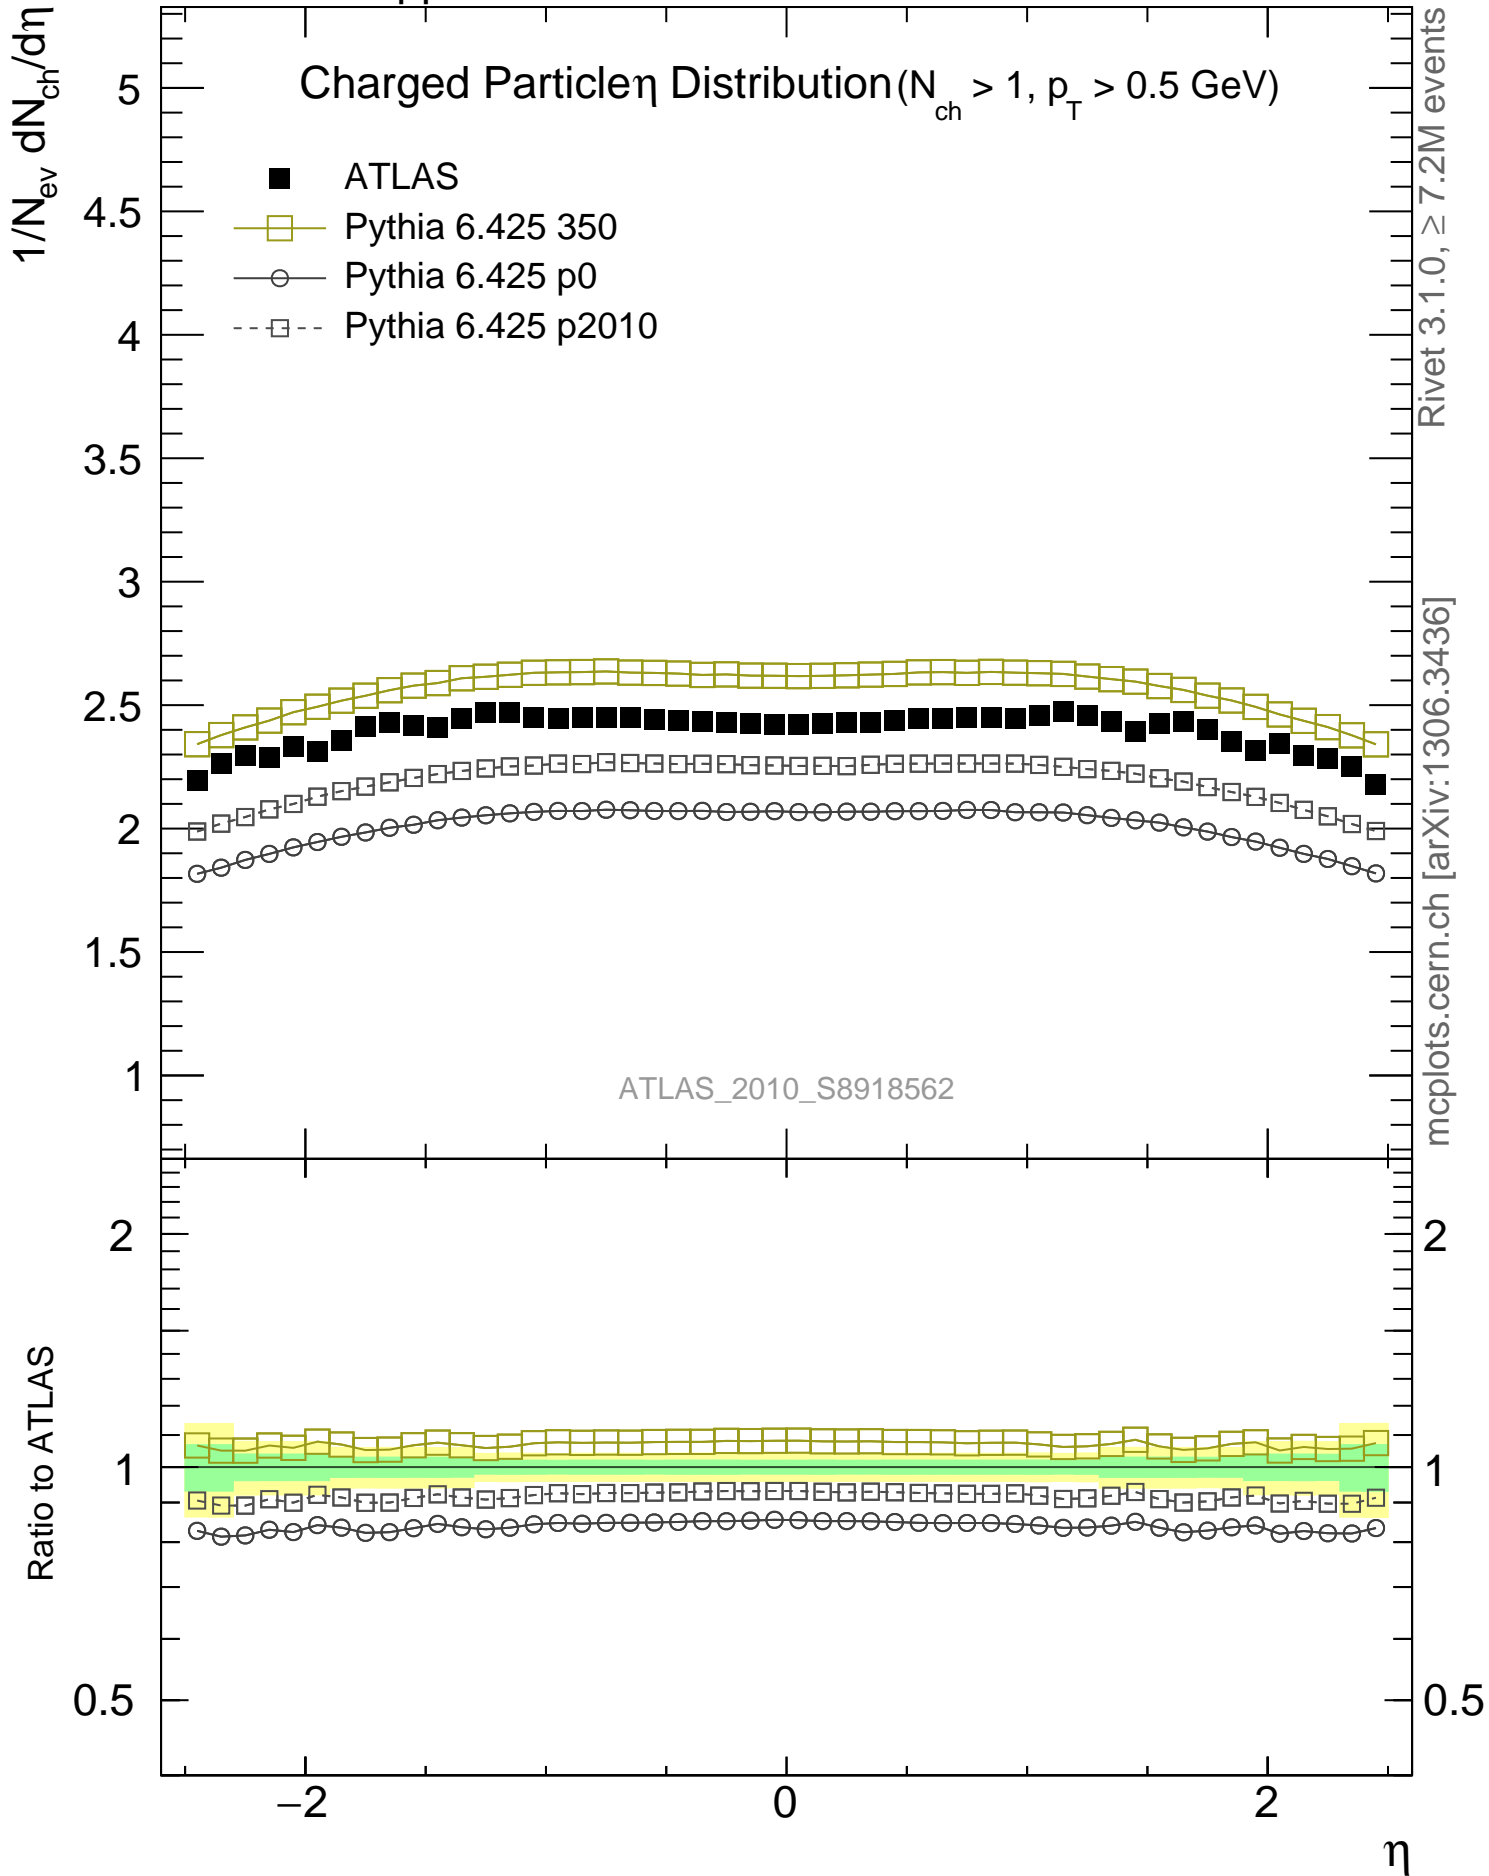 1/N_ev dN_ch/dη
Charged Particleη Distribution (N_ch > 1, p_T > 0.5 GeV)
ATLAS
Pythia 6.425 350
Pythia 6.425 p0
Pythia 6.425 p2010
5
4.5
4
3.5
3
2.5
2
1.5
1
ATLAS_2010_S8918562
Rivet 3.1.0, ≥ 7.2M events
mcplots.cern.ch [arXiv:1306.3436]
Ratio to ATLAS
2
1
0.5
2
1
0.5
−2
0
2
η